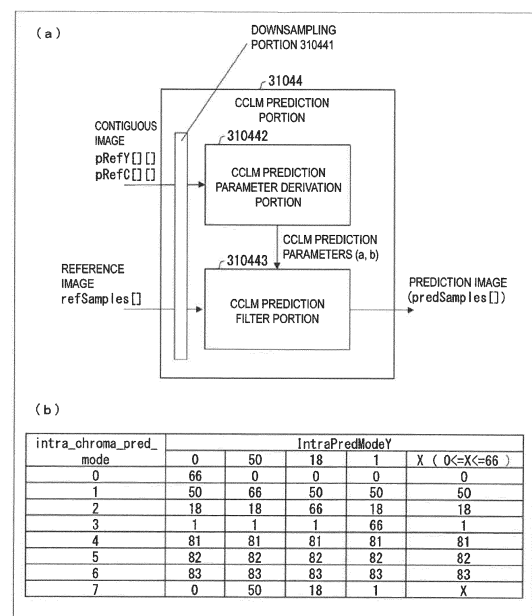 (a)
DOWNSAMPLING
PORTION 310441
31044
CCLM PREDICTION
PORTION
CONTIGUOUS
IMAGE
pRefY[][]
pRefC[][]
310442
CCLM PREDICTION
PARAMETER DERIVATION
PORTION
CCLM PREDICTION
PARAMETERS (a, b)
REFERENCE
IMAGE
refSamples[]
310443
CCLM PREDICTION
FILTER PORTION
PREDICTION IMAGE
(predSamples[])
(b)
intra_chroma_pred_
mode
IntraPredModeY
0 50 18 1 X ( 0<=X<=66 )
0 66 0 0 0 0
1 50 66 50 50 50
2 18 18 66 18 18
3 1 1 1 66 1
4 81 81 81 81 81
5 82 82 82 82 82
6 83 83 83 83 83
7 0 50 18 1 X